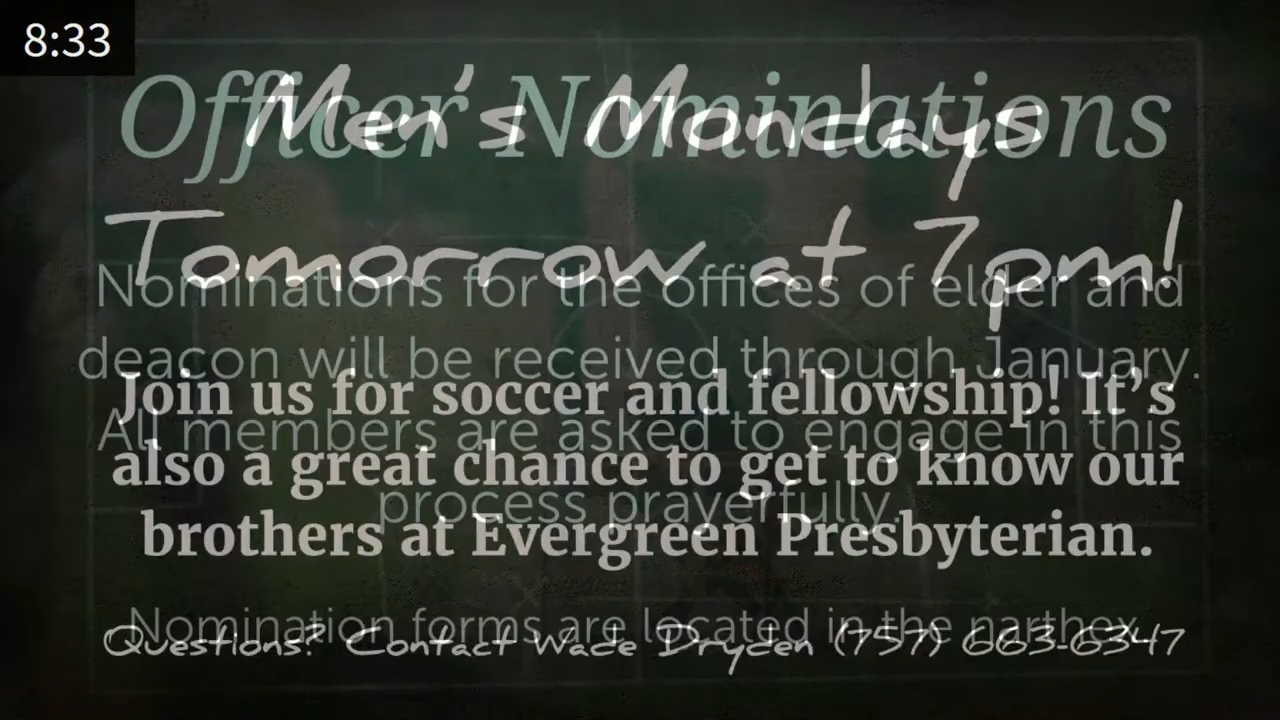 8:33
Officer Nominations
Men's Mondays
Tomorrow at 7pm!
Nominations for the offices of elder and
deacon will be received through January.
Join us for soccer and fellowship! It's
All members are asked to engage in this
also a great chance to get to know our
process prayerfully.
brothers at Evergreen Presbyterian.
Nomination forms are located in the narthex.
Questions? Contact Wade Dryden (757) 663-6347